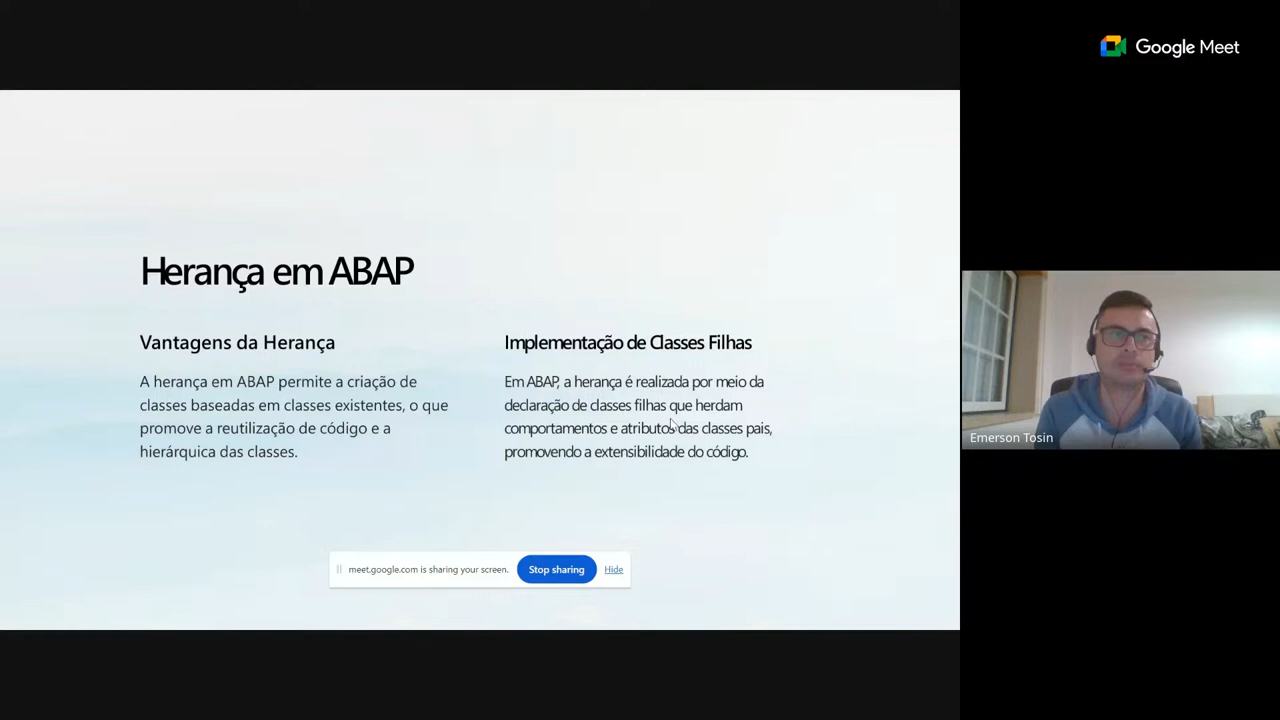 Google Meet
Herança em ABAP
Vantagens da Herança
A herança em ABAP permite a criação de
classes baseadas em classes existentes, o que
promove a reutilização de código e a
hierárquica das classes.
Implementação de Classes Filhas
Em ABAP, a herança é realizada por meio da
declaração de classes filhas que herdam
comportamentos e atributos das classes pais,
promovendo a extensibilidade do código.
Emerson Tosin
meet.google.com is sharing your screen.
Stop sharing
Hide